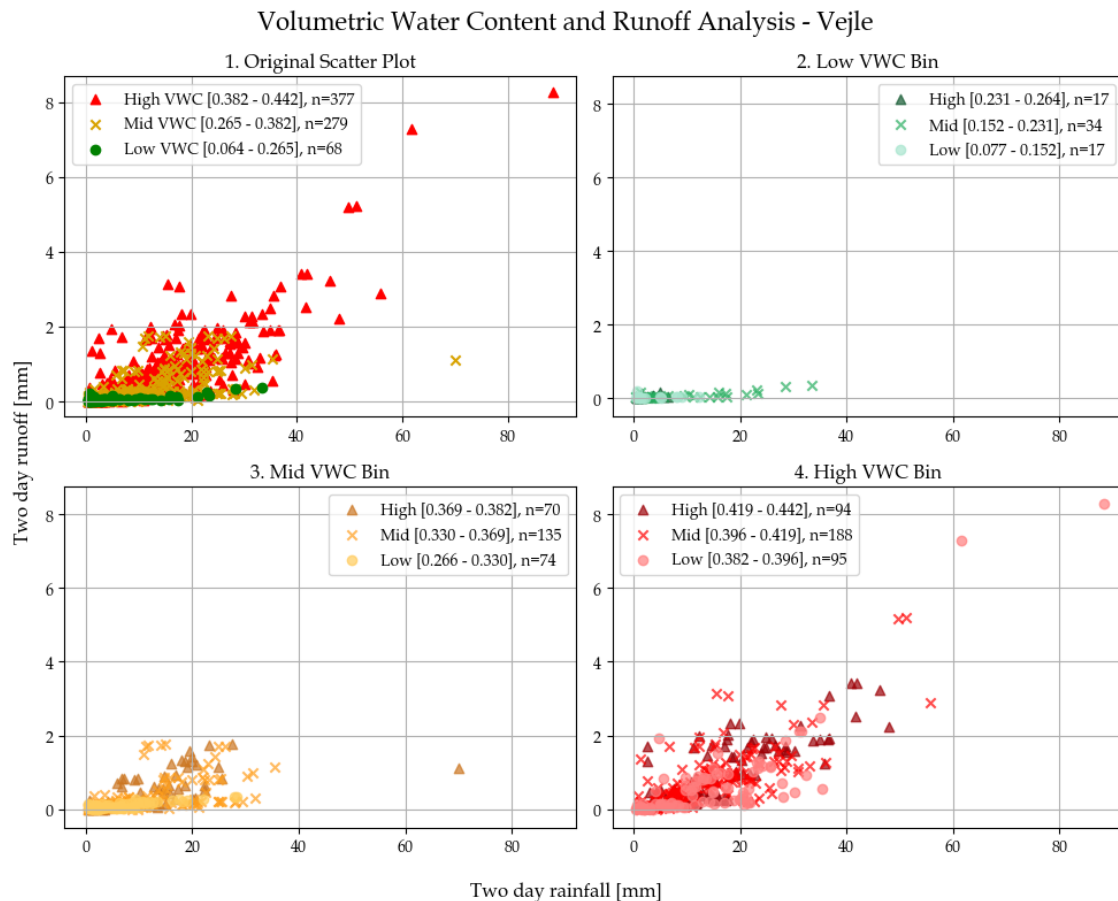 Volumetric Water Content and Runoff Analysis - Vejle
1. Original Scatter Plot
High VWC [0.382 - 0.442], n=377
Mid VWC [0.265 - 0.382], n=279
Low VWC [0.064 - 0.265], n=68
8
6
4
2
0
0
20
40
60
80
2. Low VWC Bin
High [0.231 - 0.264], n=17
Mid [0.152 - 0.231], n=34
Low [0.077 - 0.152], n=17
8
6
4
2
0
0
20
40
60
80
Two day runoff [mm]
3. Mid VWC Bin
High [0.369 - 0.382], n=70
Mid [0.330 - 0.369], n=135
Low [0.266 - 0.330], n=74
8
6
4
2
0
0
20
40
60
80
4. High VWC Bin
High [0.419 - 0.442], n=94
Mid [0.396 - 0.419], n=188
Low [0.382 - 0.396], n=95
8
6
4
2
0
0
20
40
60
80
Two day rainfall [mm]